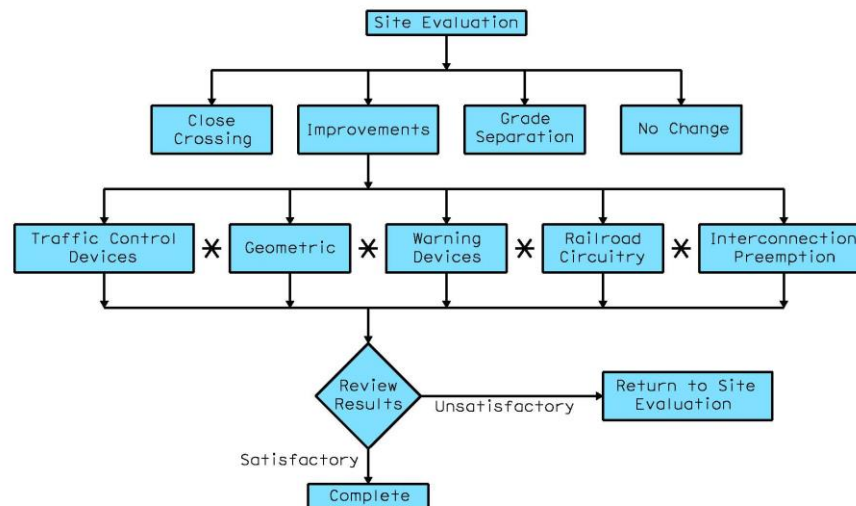 Site Evaluation
Close
Crossing
Improvements
Grade
Separation
No Change
Traffic Control
Devices
*
Geometric
*
Warning
Devices
*
Railroad
Circuitry
*
Interconnection
Preemption
Review
Results
Unsatisfactory
Return to Site
Evaluation
Satisfactory
Complete